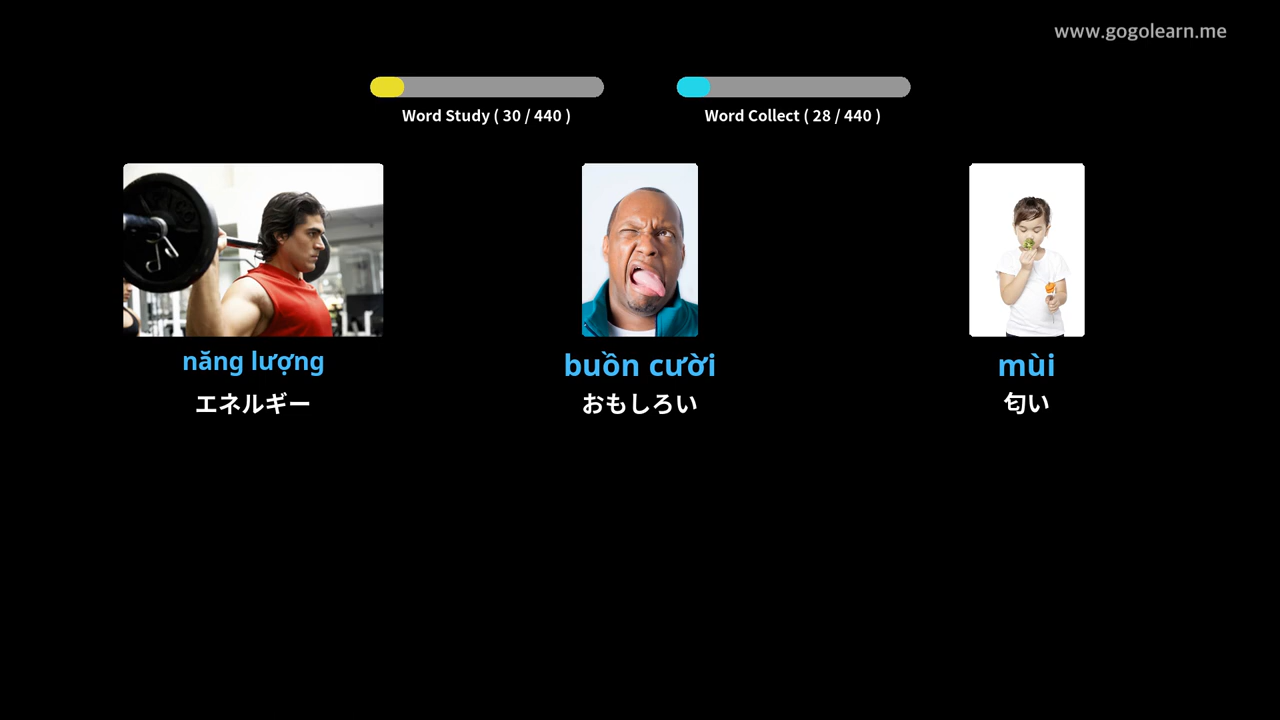 www.gogolearn.me
Word Study ( 30 / 440 )
Word Collect ( 28 / 440 )
năng lượng
buồn cười
mùi
エネルギー
おもしろい
匂い